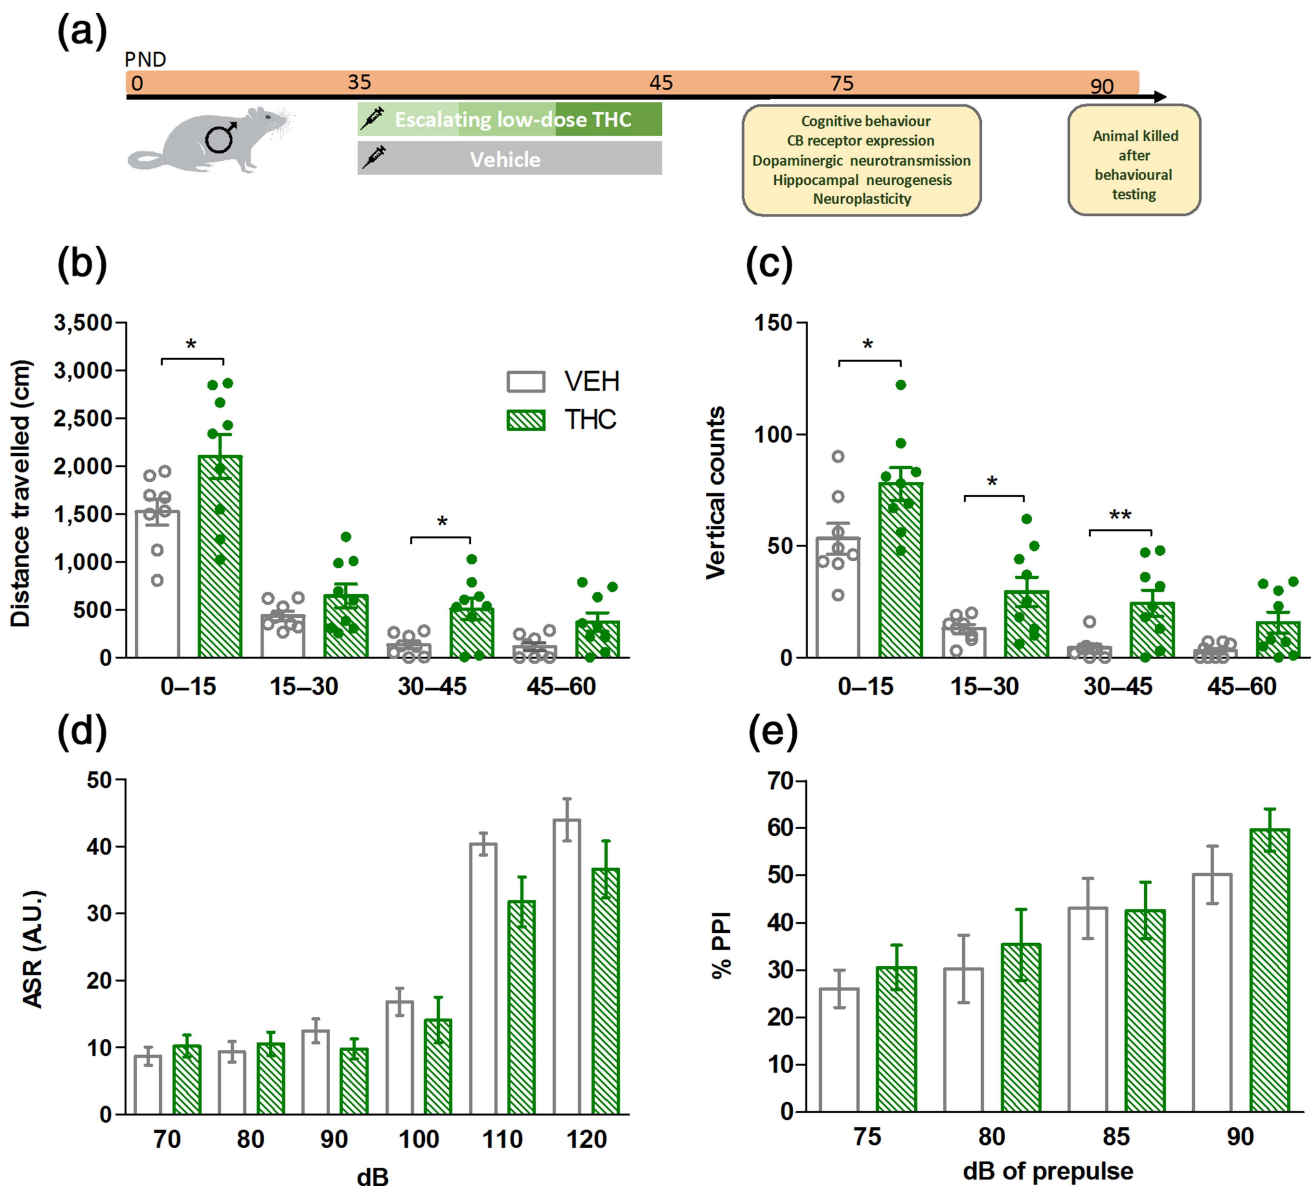 (a)
PND
0 35 45 75 90
Escalating low-dose THC
Vehicle
Cognitive behaviour
CB receptor expression
Dopaminergic neurotransmission
Hippocampal neurogenesis
Neuroplasticity
Animal killed
after
behavioural
testing
(b)
Distance travelled (cm)
3,500
3,000
2,500
2,000
1,500
1,000
500
0
*
*
VEH
THC
0–15 15–30 30–45 45–60
(c)
Vertical counts
150
100
50
0
*
*
**
0–15 15–30 30–45 45–60
(d)
ASR (A.U.)
50
40
30
20
10
0
70 80 90 100 110 120
dB
(e)
% PPI
70
60
50
40
30
20
10
0
75 80 85 90
dB of prepulse